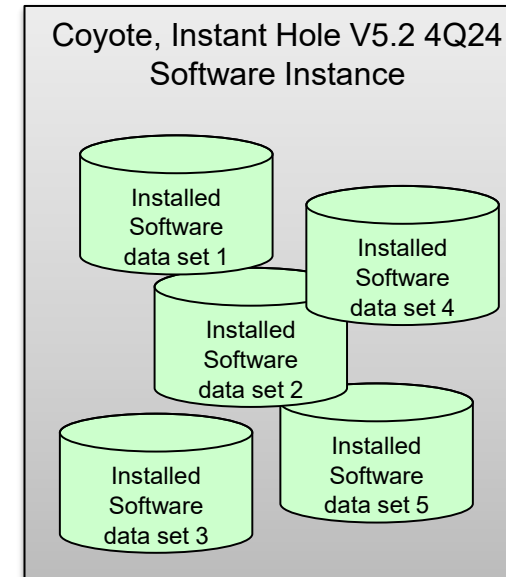 Coyote, Instant Hole V5.2 4Q24
Software Instance
Installed
Software
data set 1
Installed
Software
data set 4
Installed
Software
data set 2
Installed
Software
data set 3
Installed
Software
data set 5